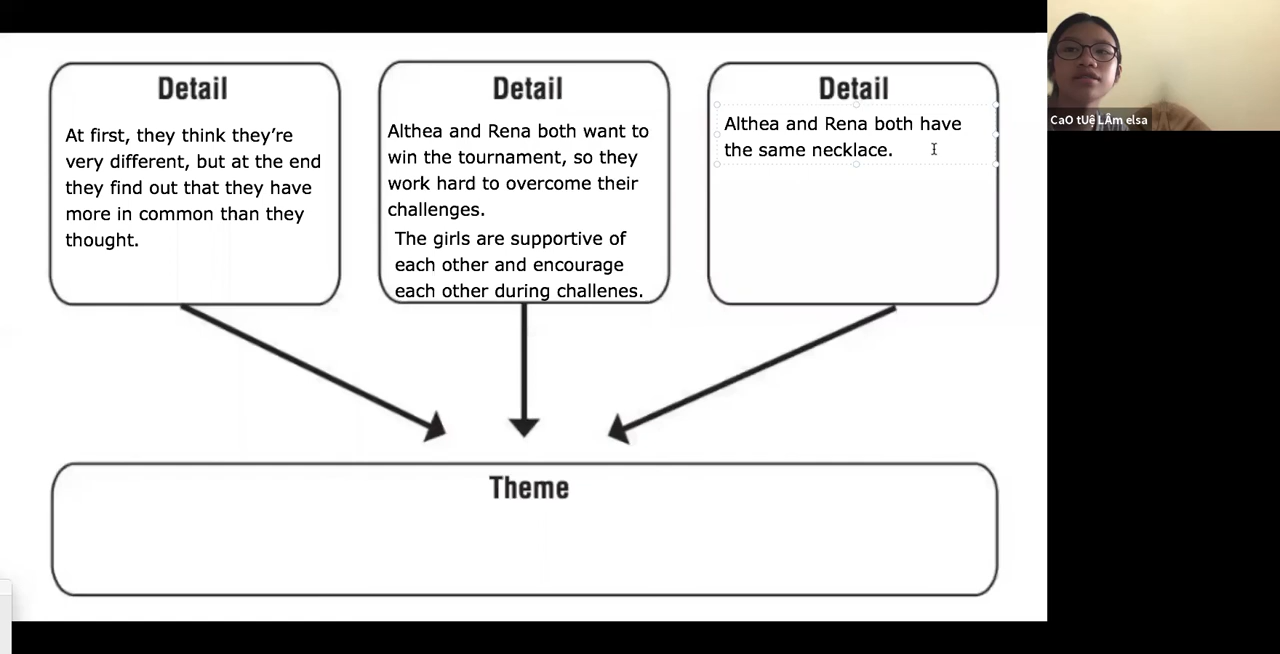 Detail
At first, they think they're
very different, but at the end
they find out that they have
more in common than they
thought.
Detail
Althea and Rena both want to
win the tournament, so they
work hard to overcome their
challenges.
The girls are supportive of
each other and encourage
each other during challenes.
Detail
Althea and Rena both have
the same necklace.
Theme
CaO tUệ LÂm elsa